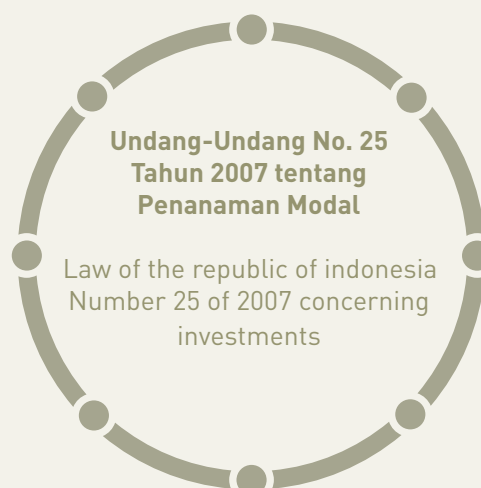 Undang-Undang No. 25
Tahun 2007 tentang
Penanaman Modal
Law of the republic of indonesia
Number 25 of 2007 concerning
investments